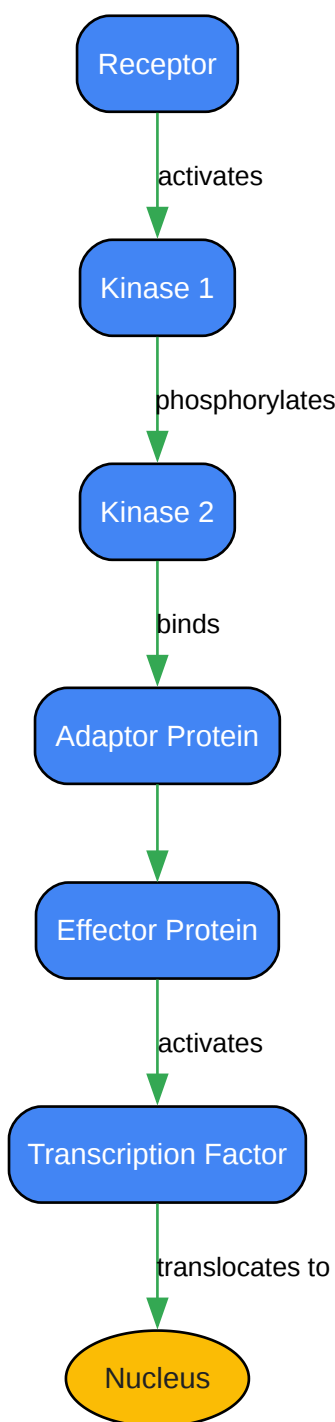 Receptor
activates
Kinase 1
phosphorylates
Kinase 2
binds
Adaptor Protein
Effector Protein
activates
Transcription Factor
translocates to
Nucleus